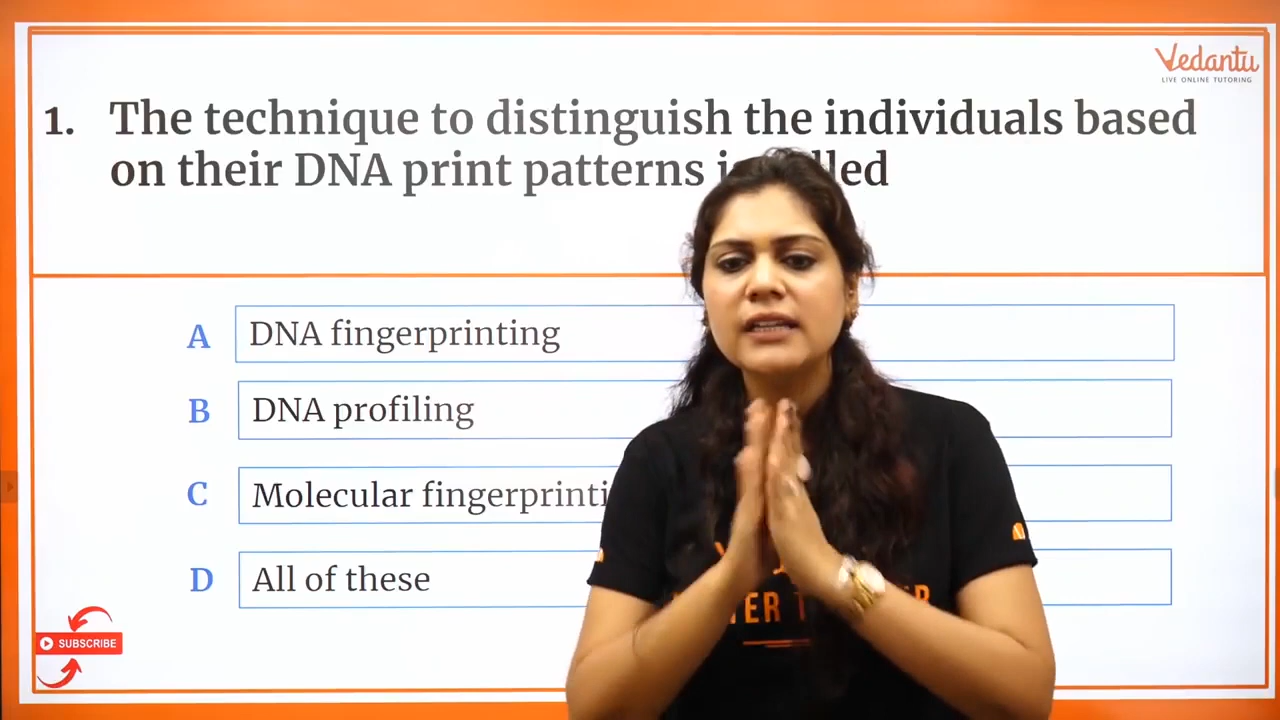 Vedantu
LIVE ONLINE TUTORING
1. The technique to distinguish the individuals based
on their DNA print patterns
A DNA fingerprinting
B DNA profiling
C Molecular
D All of these
SUBSCRIBE